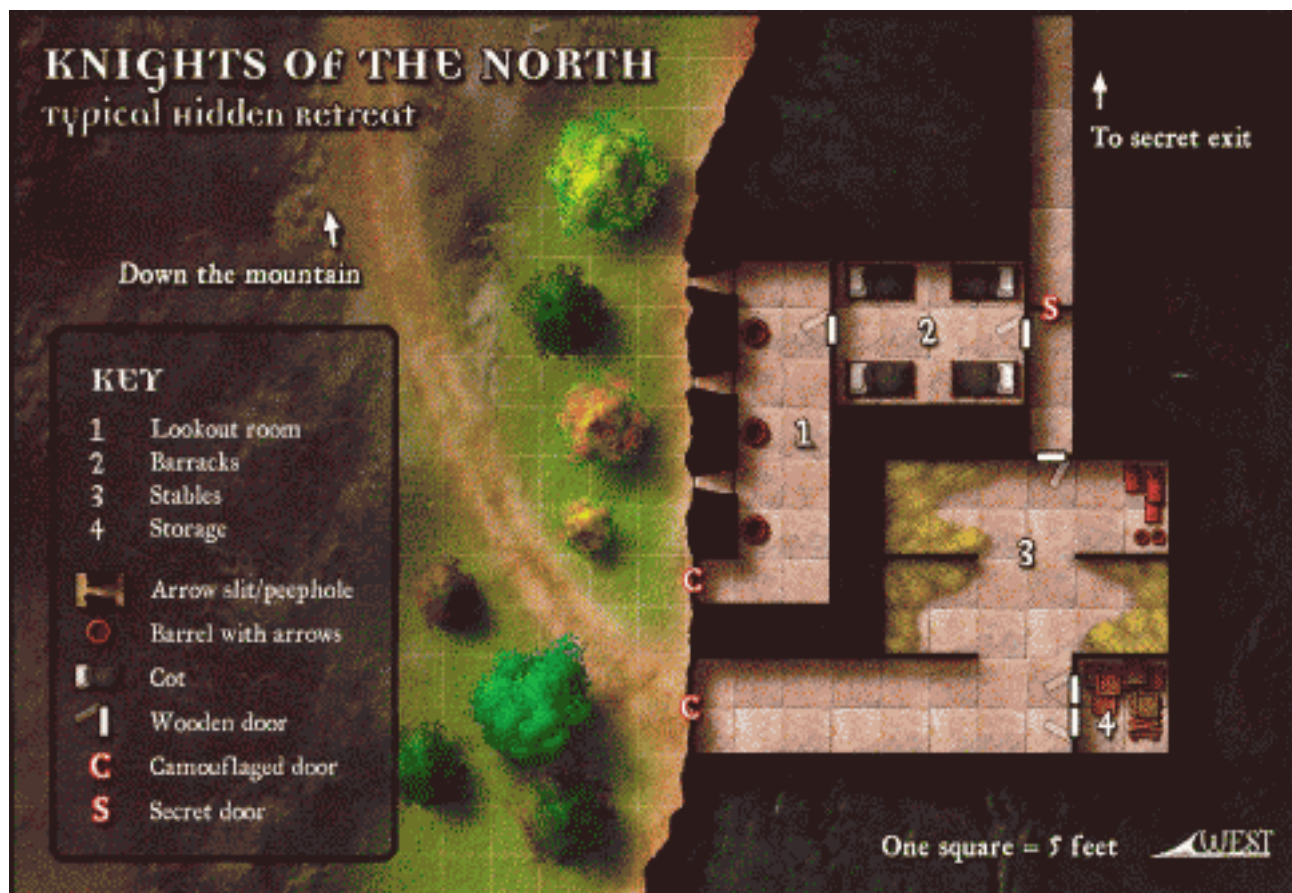 KNIGHTS OF THE NORTH
Typical Hidden Retreat
To secret exit
Down the mountain
KEY
1 Lookout room
2 Barracks
3 Stables
4 Storage
Arrow slit/peephole
Barrel with arrows
Cot
Wooden door
C Camouflaged door
S Secret door
S
2
1
3
C
C
4
One square = 5 feet
WEST